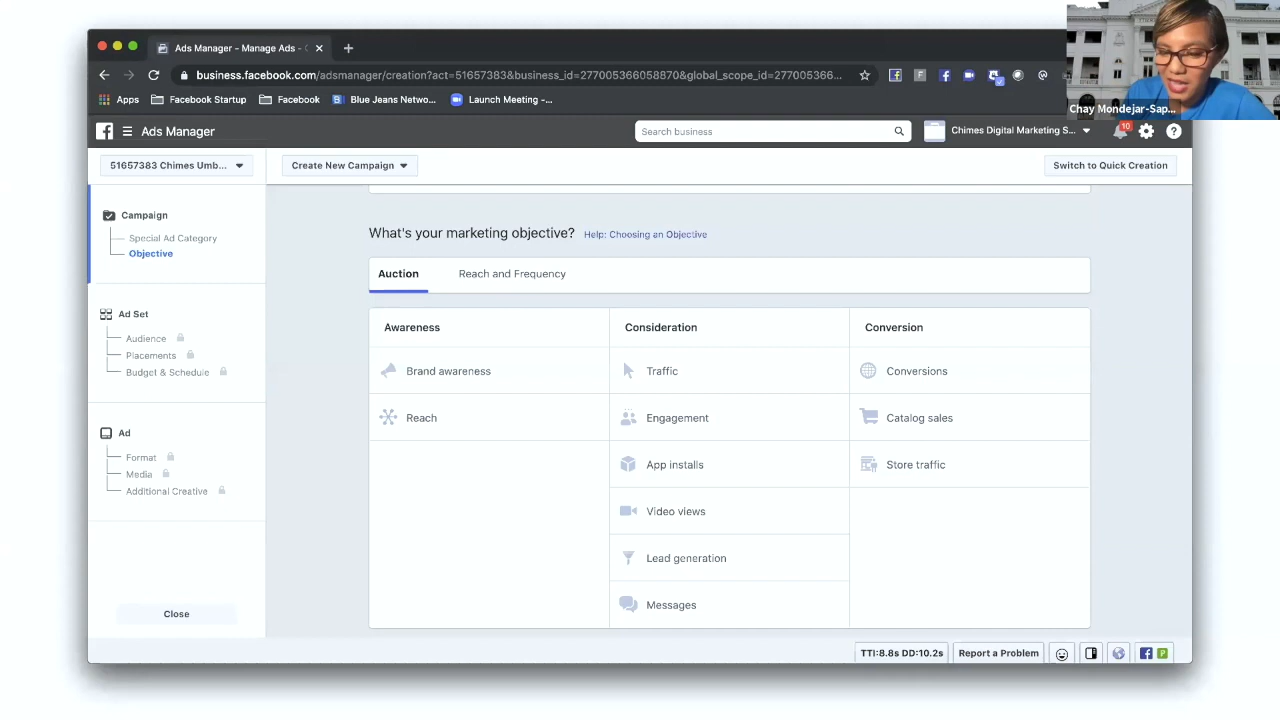 Ads Manager – Manage Ads - C
business.facebook.com/adsmanager/creation?act=51657383&business_id=277005366058870&global_scope_id=277005366...
Apps Facebook Startup Facebook Blue Jeans Netwo... Launch Meeting -...
Chay Mondejar-Sap...
Ads Manager
Search business
Chimes Digital Marketing S...
10
51657383 Chimes Umb...
Create New Campaign
Switch to Quick Creation
Campaign
Special Ad Category
Objective
Ad Set
Audience
Placements
Budget & Schedule
Ad
Format
Media
Additional Creative
Close
What's your marketing objective? Help: Choosing an Objective
Auction Reach and Frequency
Awareness
Brand awareness
Reach
Consideration
Traffic
Engagement
App installs
Video views
Lead generation
Messages
Conversion
Conversions
Catalog sales
Store traffic
TTI:8.8s DD:10.2s Report a Problem